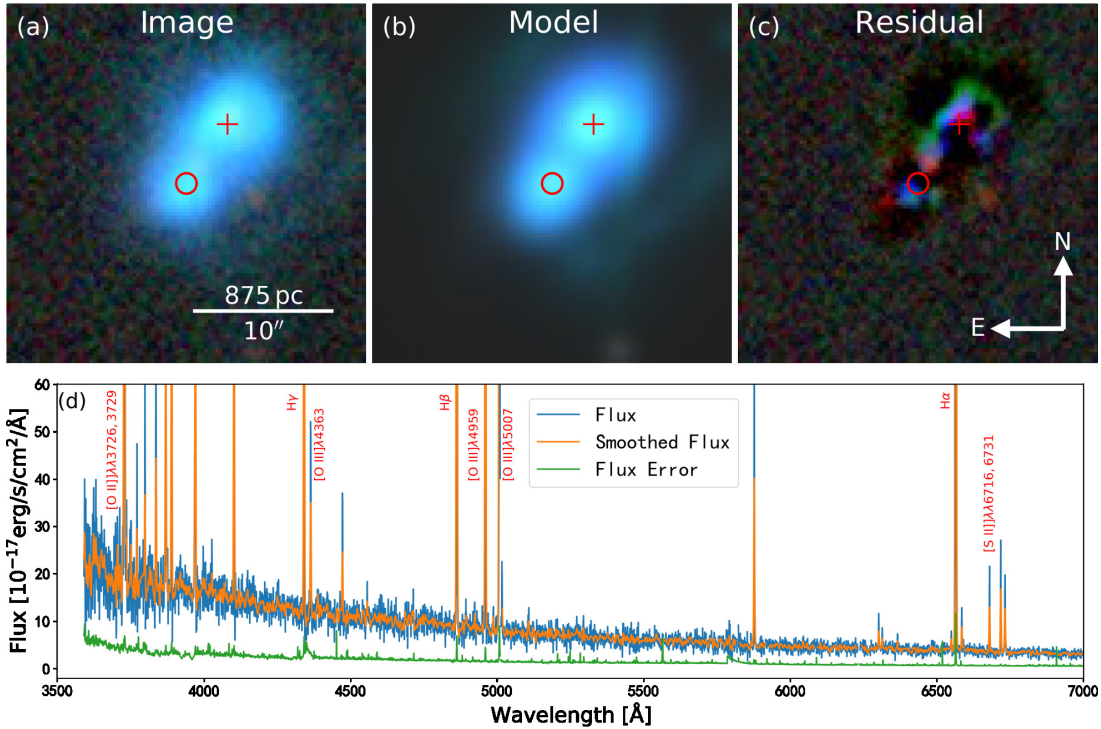 (a) Image
(b) Model
(c) Residual
875 pc
10″
N
E
(d)
[O II]λλ3726, 3729
Hγ
[O III]λ4363
Hβ
[O III]λ4959
[O III]λ5007
Hα
[S II]λλ6716, 6731
Flux
Smoothed Flux
Flux Error
60
50
40
30
20
10
0
Flux [10⁻¹⁷erg/s/cm²/Å]
3500 4000 4500 5000 5500 6000 6500 7000
Wavelength [Å]